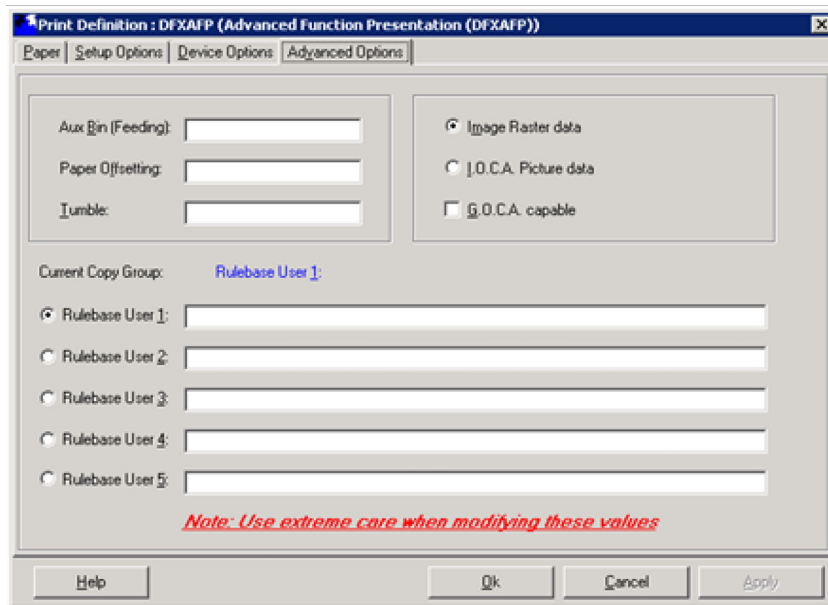 Print Definition : DFXAFP (Advanced Function Presentation (DFXAFP))
Paper Setup Options Device Options Advanced Options
Aux Bin (Feeding):
Paper Offsetting:
Tumble:
Image Raster data
I.O.C.A. Picture data
G.O.C.A. capable
Current Copy Group: Rulebase User 1:
Rulebase User 1:
Rulebase User 2:
Rulebase User 3:
Rulebase User 4:
Rulebase User 5:
Note: Use extreme care when modifying these values
Help Ok Cancel Apply